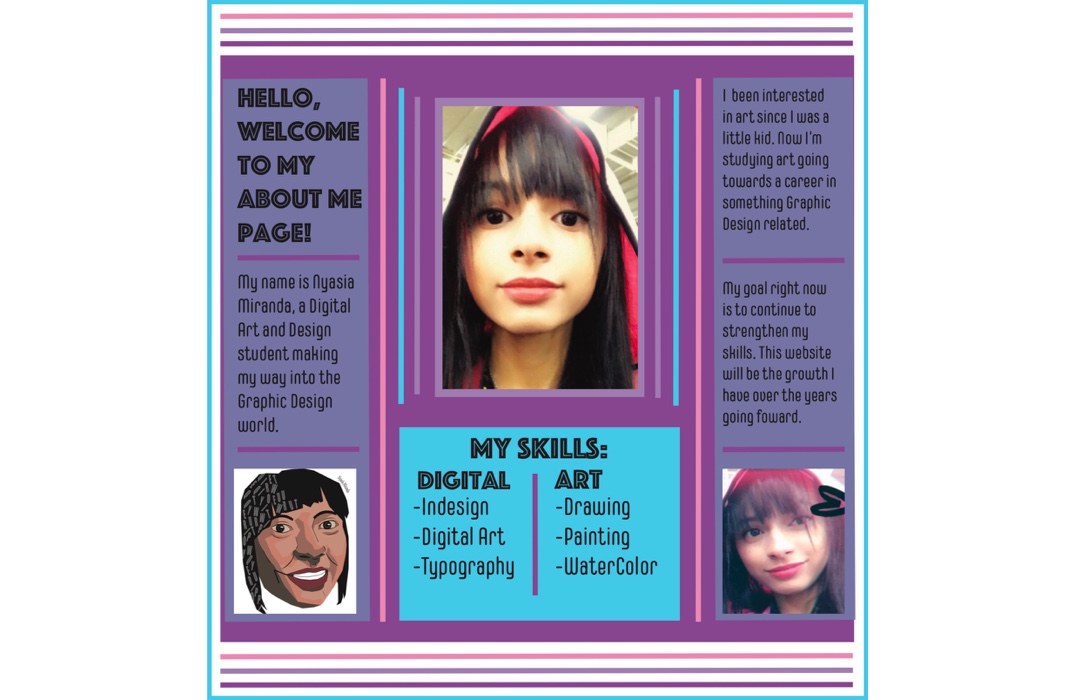 HELLO,
WELCOME
TO MY
ABOUT ME
PAGE!
My name is Nyasia
Miranda, a Digital
Art and Design
student making
my way into the
Graphic Design
world.
MY SKILLS:
DIGITAL
-Indesign
-Digital Art
-Typography
ART
-Drawing
-Painting
-WaterColor
I been interested
in art since I was a
little kid. Now I'm
studying art going
towards a career in
something Graphic
Design related.
My goal right now
is to continue to
strengthen my
skills. This website
will be the growth I
have over the years
going foward.